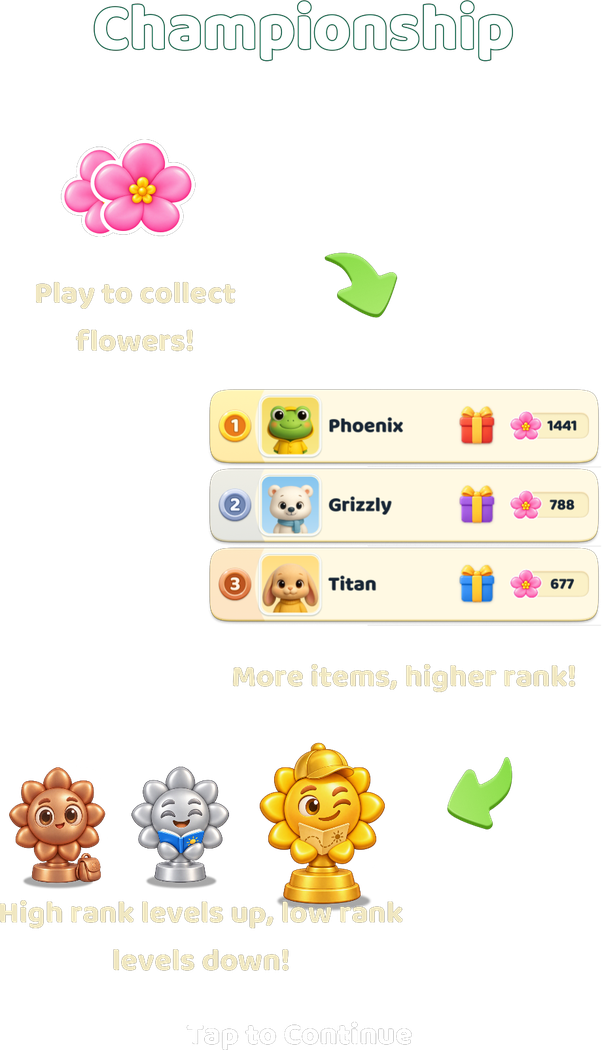 Championship
Play to collect
flowers!
1 Phoenix 1441
2 Grizzly 788
3 Titan 677
More items, higher rank!
High rank levels up, low rank
levels down!
Tap to Continue